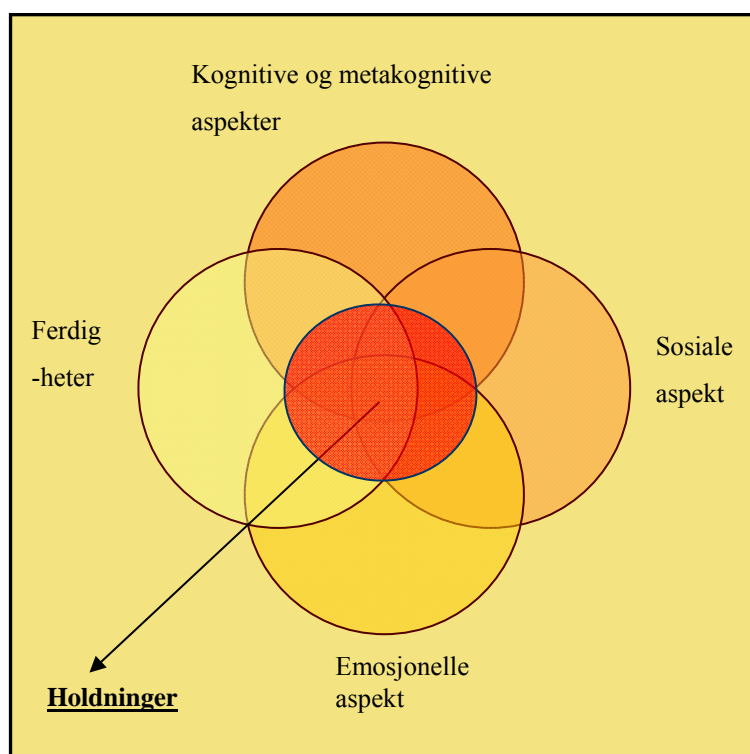 Kognitive og metakognitive
aspekter
Ferdig
-heter
Sosiale
aspekt
Emosjonelle
aspekt
Holdninger